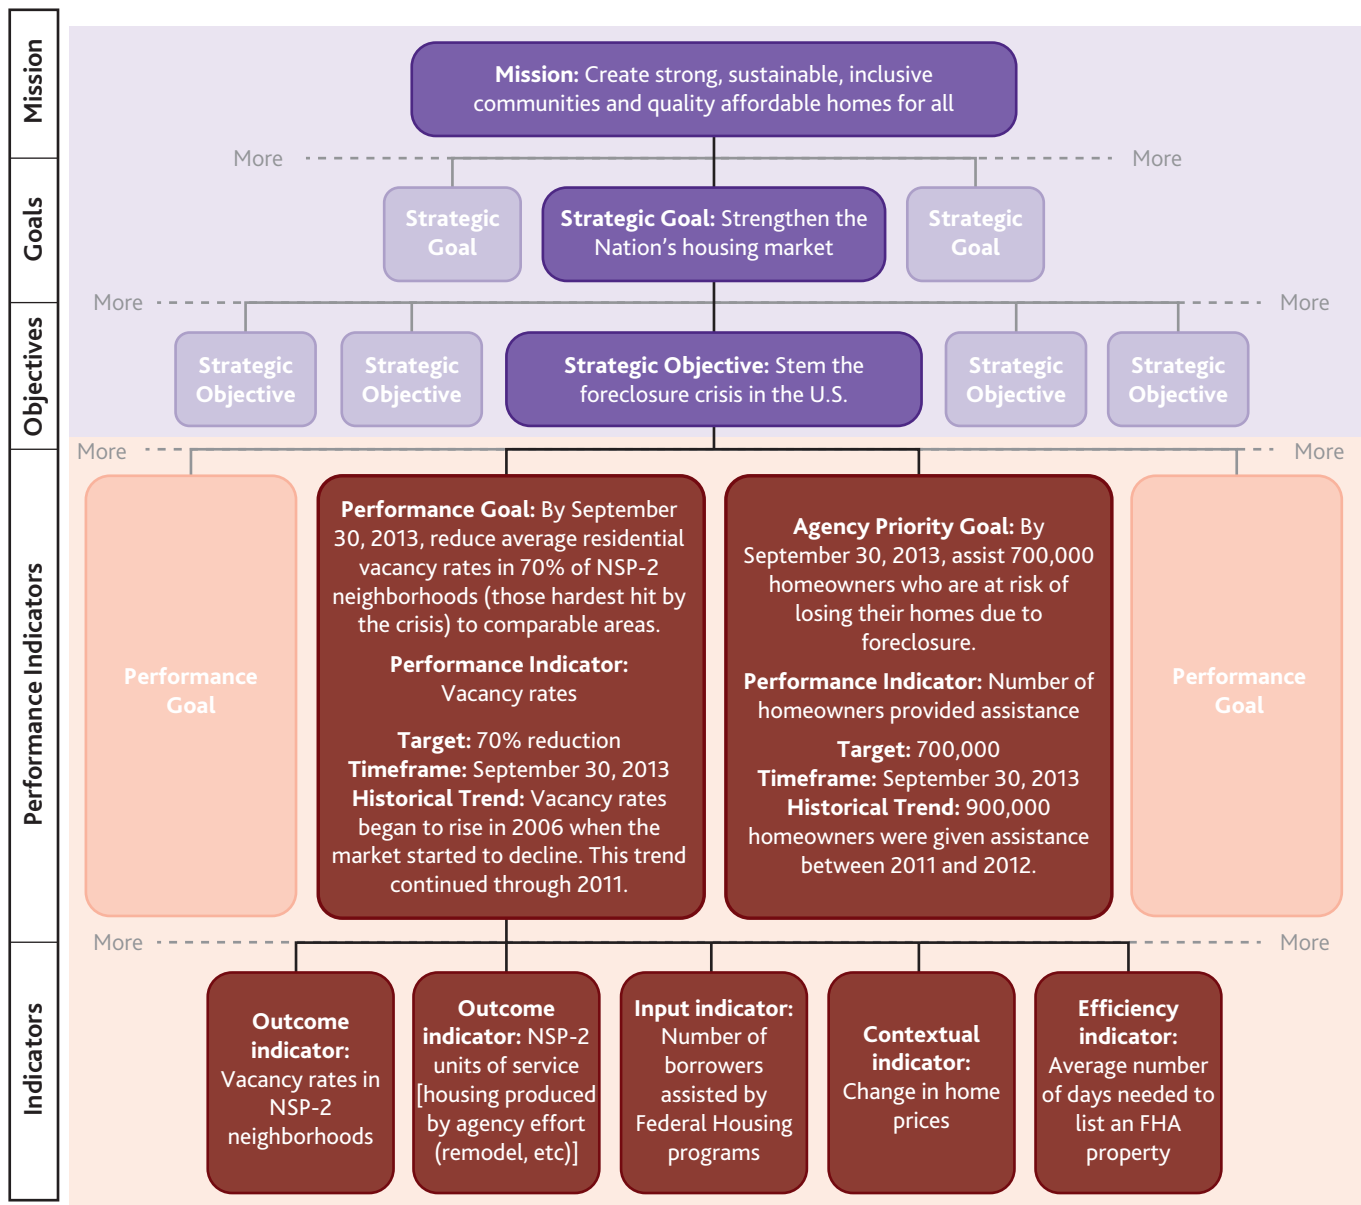 Mission
Mission: Create strong, sustainable, inclusive
communities and quality affordable homes for all
More
More
Goals
Strategic
Goal
Strategic Goal: Strengthen the
Nation's housing market
Strategic
Goal
More
More
Objectives
Strategic
Objective
Strategic
Objective
Strategic Objective: Stem the
foreclosure crisis in the U.S.
Strategic
Objective
Strategic
Objective
More
More
Performance Indicators
Performance
Goal
Performance Goal: By September
30, 2013, reduce average residential
vacancy rates in 70% of NSP-2
neighborhoods (those hardest hit by
the crisis) to comparable areas.
Performance Indicator:
Vacancy rates
Target: 70% reduction
Timeframe: September 30, 2013
Historical Trend: Vacancy rates
began to rise in 2006 when the
market started to decline. This trend
continued through 2011.
Agency Priority Goal: By
September 30, 2013, assist 700,000
homeowners who are at risk of
losing their homes due to
foreclosure.
Performance Indicator: Number of
homeowners provided assistance
Target: 700,000
Timeframe: September 30, 2013
Historical Trend: 900,000
homeowners were given assistance
between 2011 and 2012.
Performance
Goal
More
More
Indicators
Outcome
indicator:
Vacancy rates in
NSP-2
neighborhoods
Outcome
indicator: NSP-2
units of service
[housing produced
by agency effort
(remodel, etc)]
Input indicator:
Number of
borrowers
assisted by
Federal Housing
programs
Contextual
indicator:
Change in home
prices
Efficiency
indicator:
Average number
of days needed to
list an FHA
property